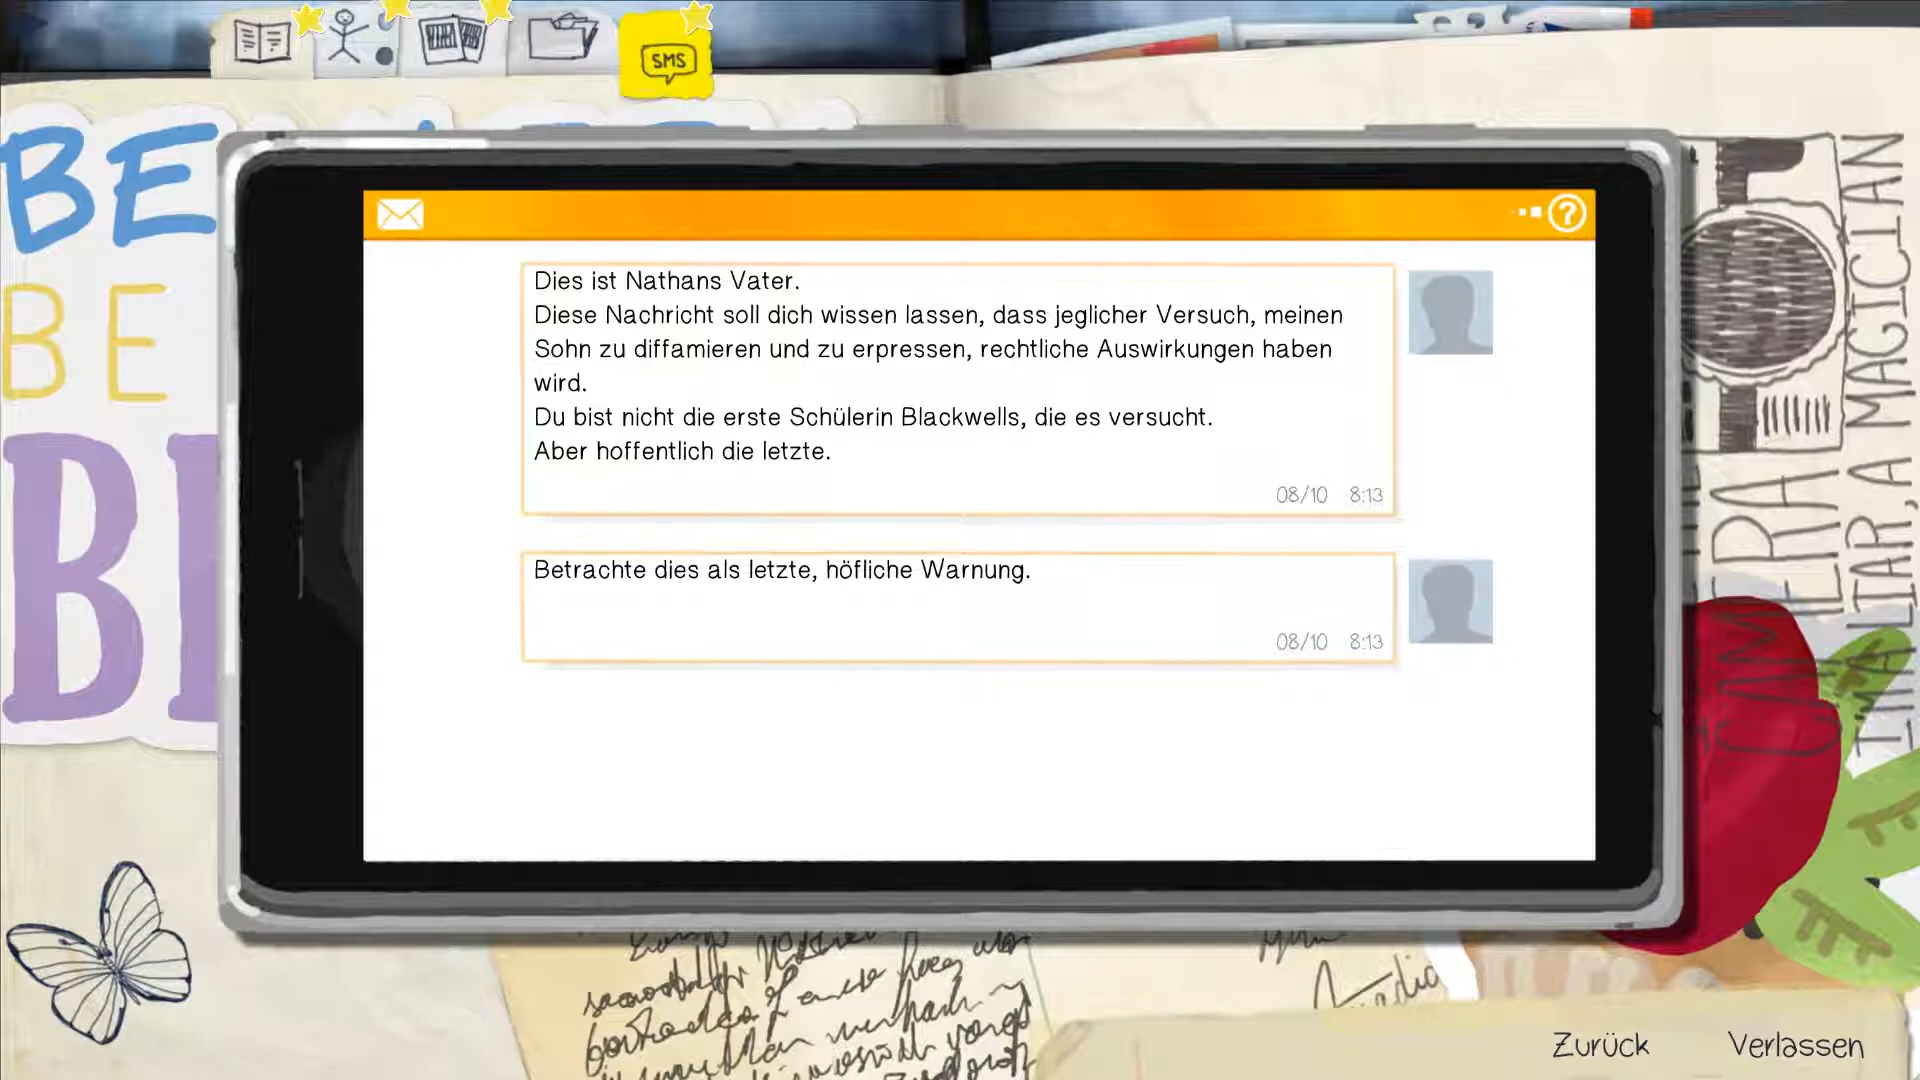 SMS
BE
BE
Dies ist Nathans Vater.
Diese Nachricht soll dich wissen lassen, dass jeglicher Versuch, meinen
Sohn zu diffamieren und zu erpressen, rechtliche Auswirkungen haben
wird.
Du bist nicht die erste Schülerin Blackwells, die es versucht.
Aber hoffentlich die letzte.
08/10 8:13
Betrachte dies als letzte, höfliche Warnung.
08/10 8:13
LIAR, A MAGICIAN
Zurück Verlassen